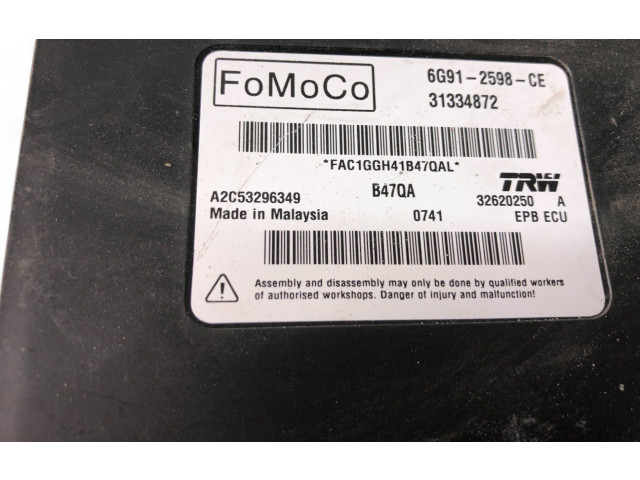 FoMoCo
6G91-2598-CE
31334872
*FAC1GGH41B47QAL*
B47QA
TRW
A2C53296349
32620250 A
Made in Malaysia
0741
EPB ECU
Assembly and disassembly may only be done by qualified workers
of authorised workshops. Danger of injury and malfunction!